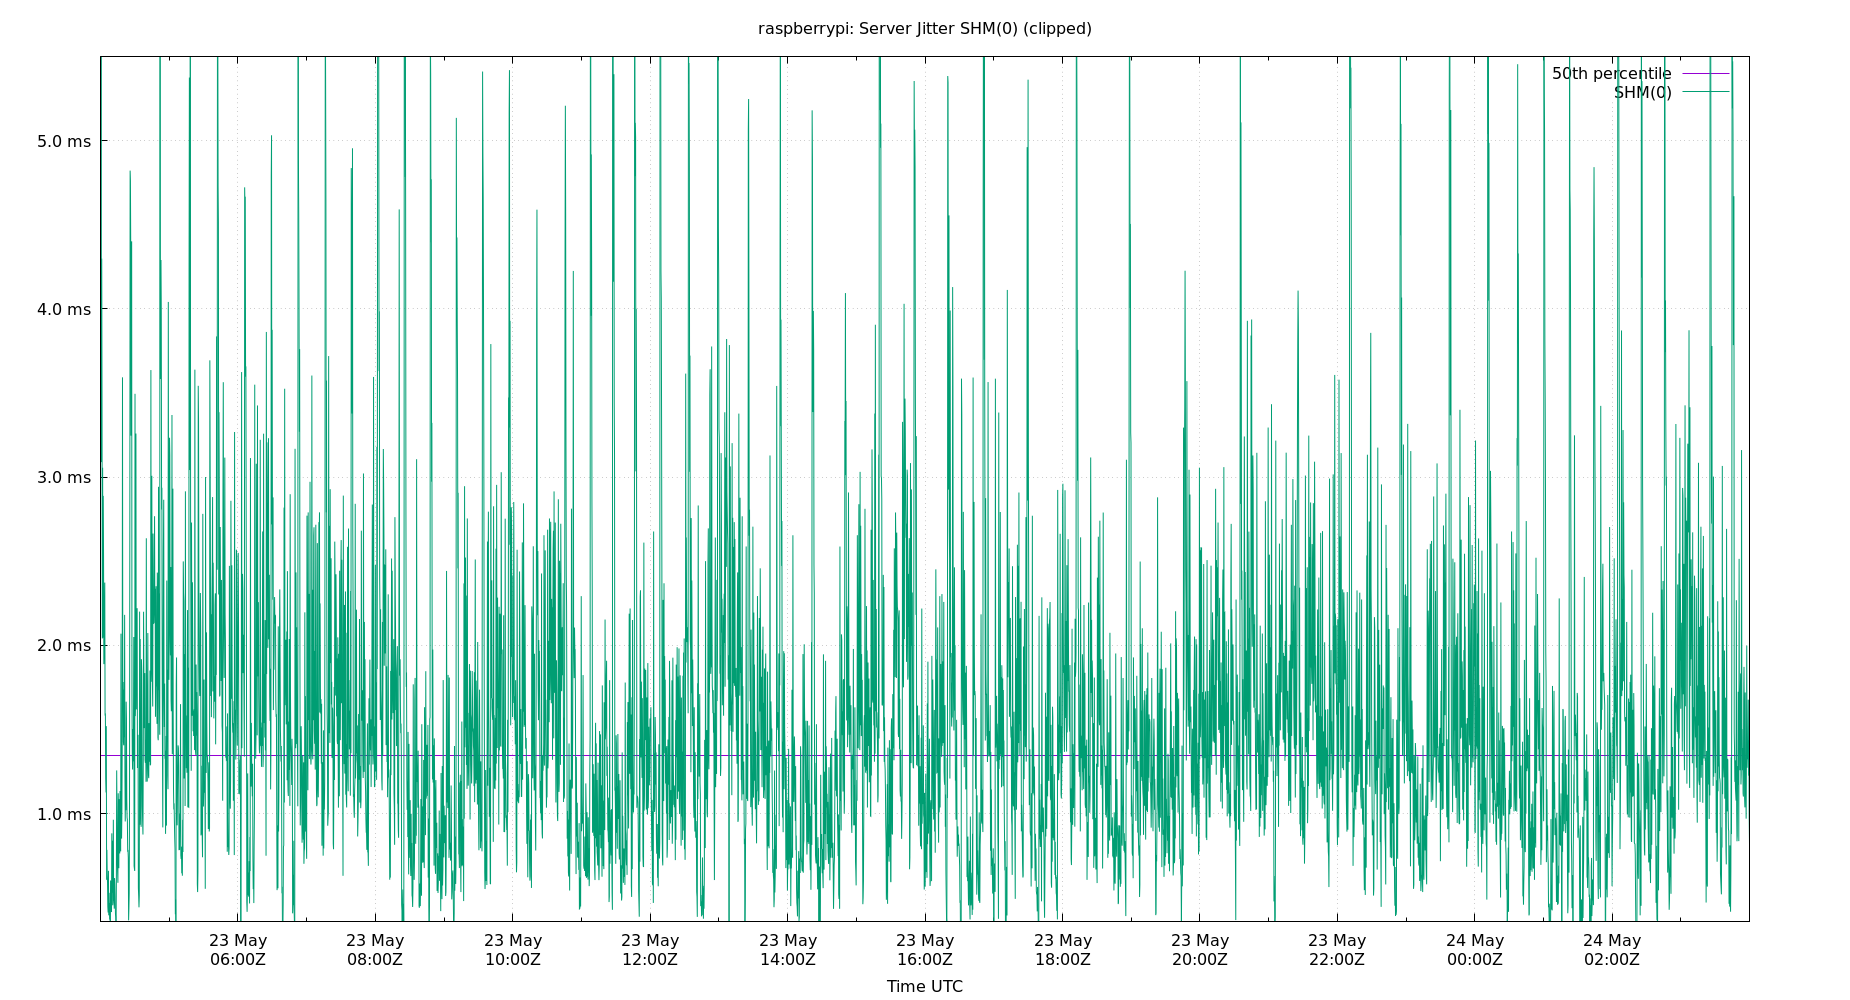 raspberrypi: Server Jitter SHM(0) (clipped)
50th percentile
SHM(0)
5.0 ms
4.0 ms
3.0 ms
2.0 ms
1.0 ms
23 May 23 May 23 May 23 May 23 May 23 May 23 May 23 May 23 May 24 May 24 May
06:00Z 08:00Z 10:00Z 12:00Z 14:00Z 16:00Z 18:00Z 20:00Z 22:00Z 00:00Z 02:00Z
Time UTC